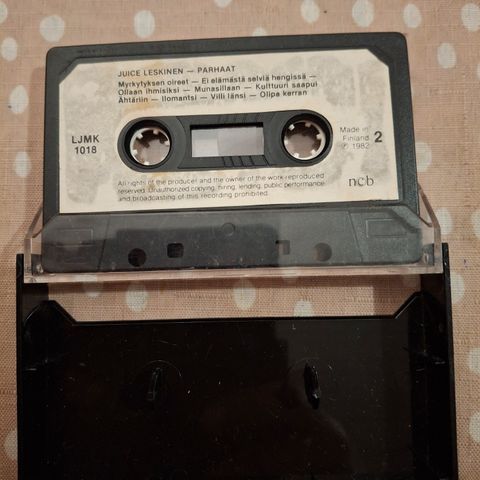 JUICE LESKINEN — PARHAAT
Myrkytyksen oireet — Ei elämästä selviä hengissä —
Ollaan ihmisiksi — Munasillaan — Kulttuuri saapui
Ähtäriin — Ilomantsi — Villi länsi — Olipa kerran
LJMK
1018
Made in
Finland
℗ 1982
2
All rights of the producer and the owner of the work reproduced
reserved. Unauthorized copying, hiring, lending, public performance
and broadcasting of this recording prohibited.
ncb